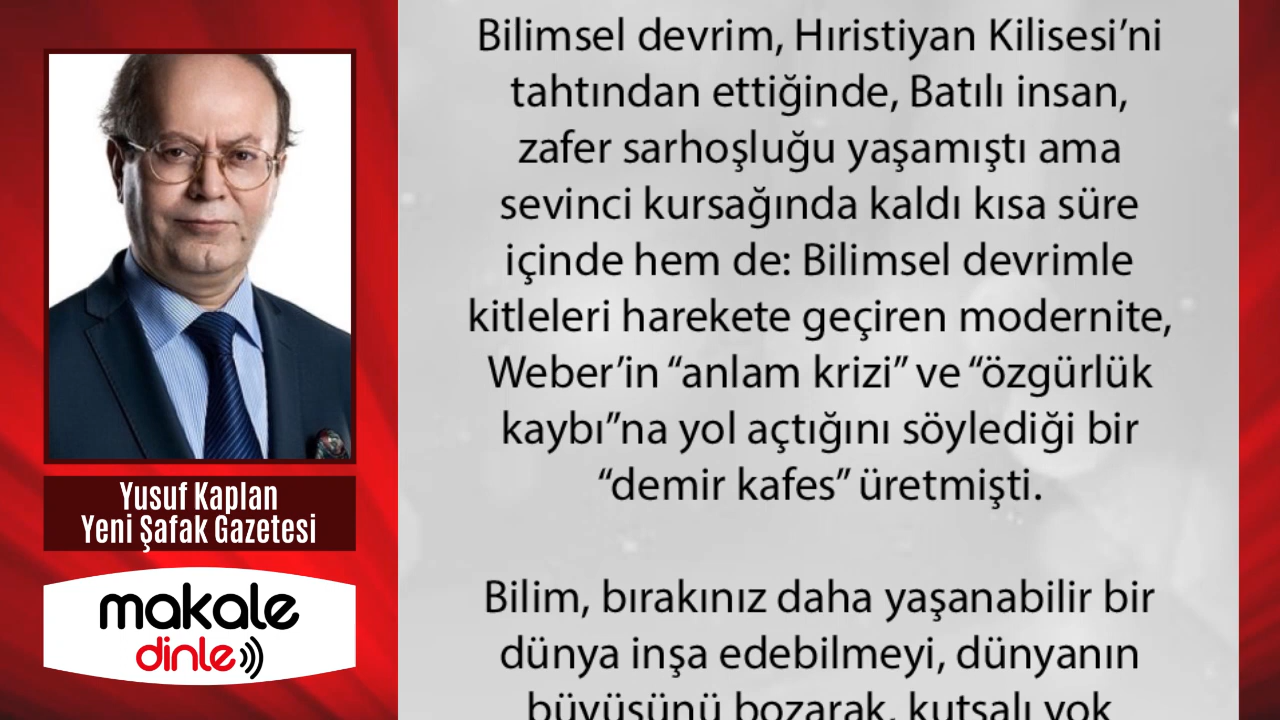 Yusuf Kaplan
Yeni Şafak Gazetesi
makale
dinle
Bilimsel devrim, Hıristiyan Kilisesi’ni
tahtından ettiğinde, Batılı insan,
zafer sarhoşluğu yaşamıştı ama
sevinci kursağında kaldı kısa süre
içinde hem de: Bilimsel devrimle
kitleleri harekete geçiren modernite,
Weber’in “anlam krizi” ve “özgürlük
kaybı”na yol açtığını söylediği bir
“demir kafes” üretmişti.
Bilim, bırakınız daha yaşanabilir bir
dünya inşa edebilmeyi, dünyanın
büyüsünü bozarak, kutsalı yok